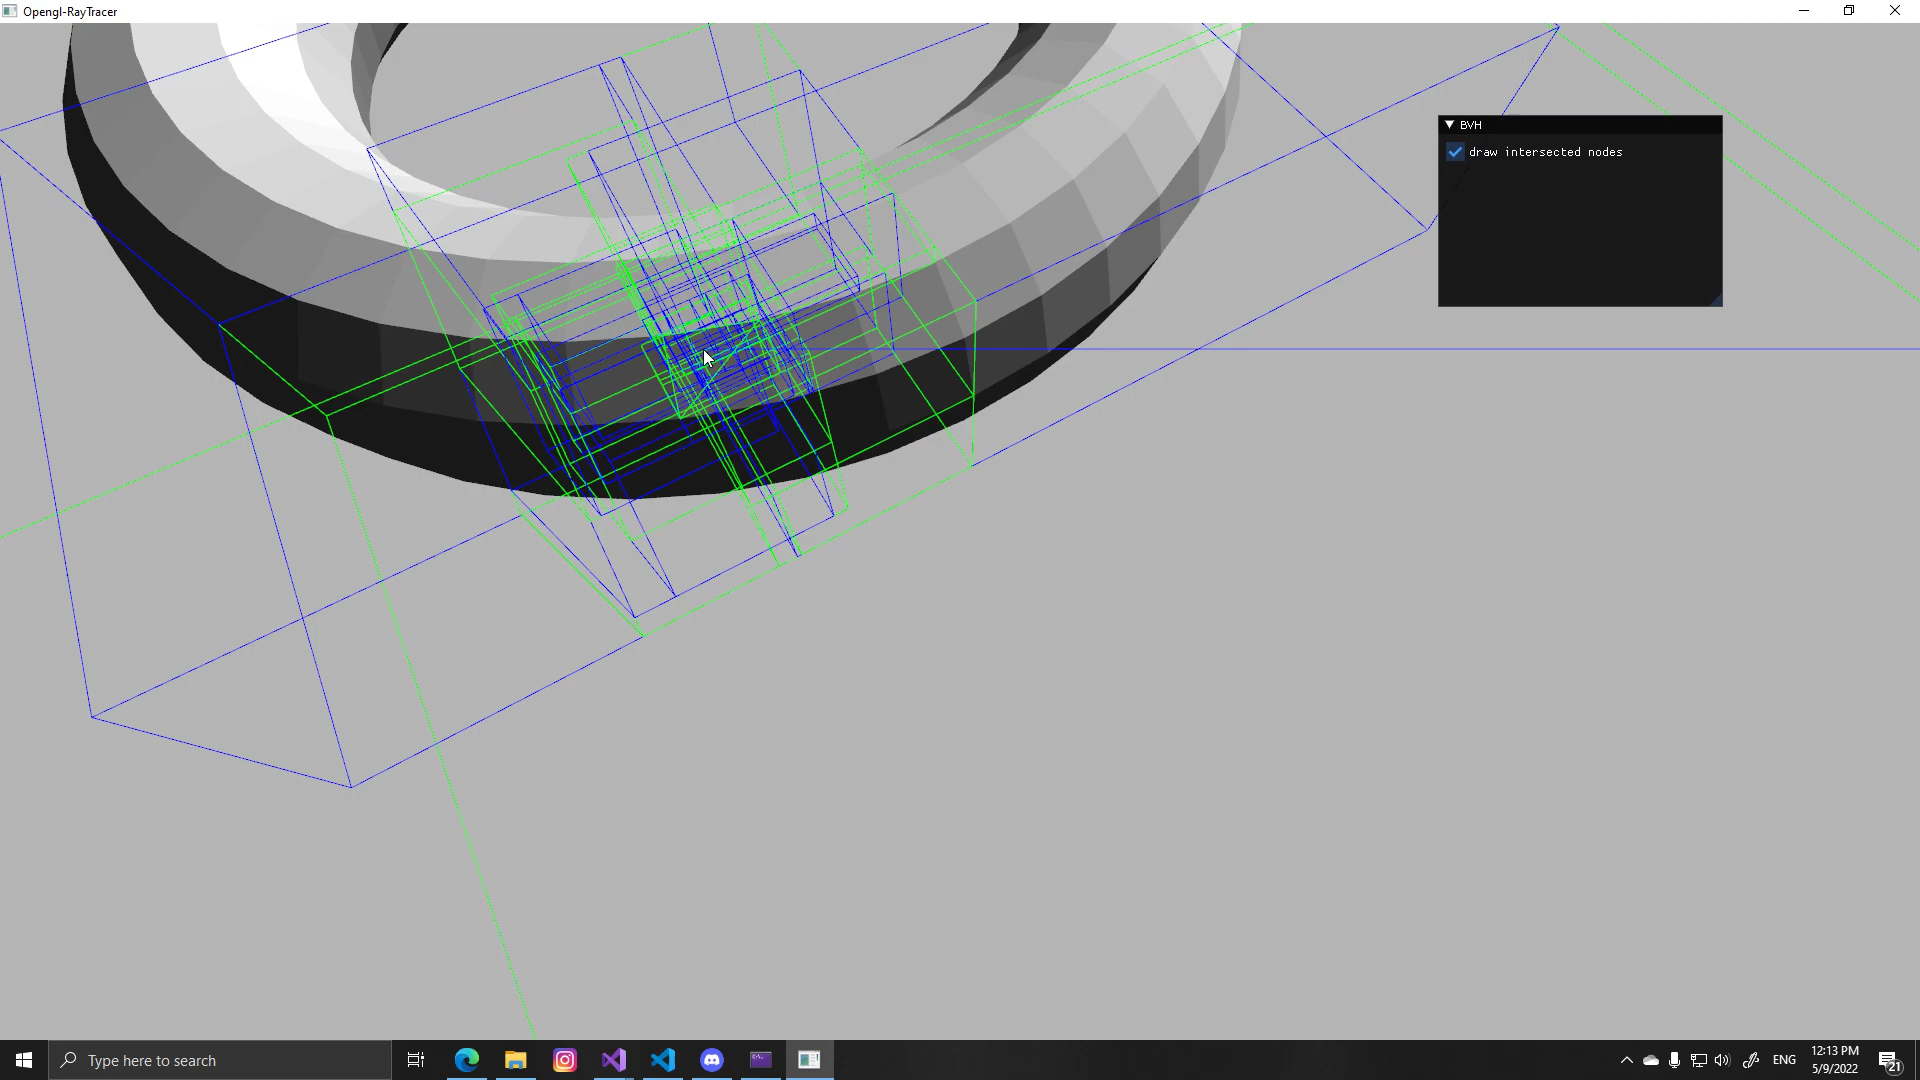 Opengl-RayTracer
BVH
draw intersected nodes
Type here to search
ENG
12:13 PM
5/9/2022
21